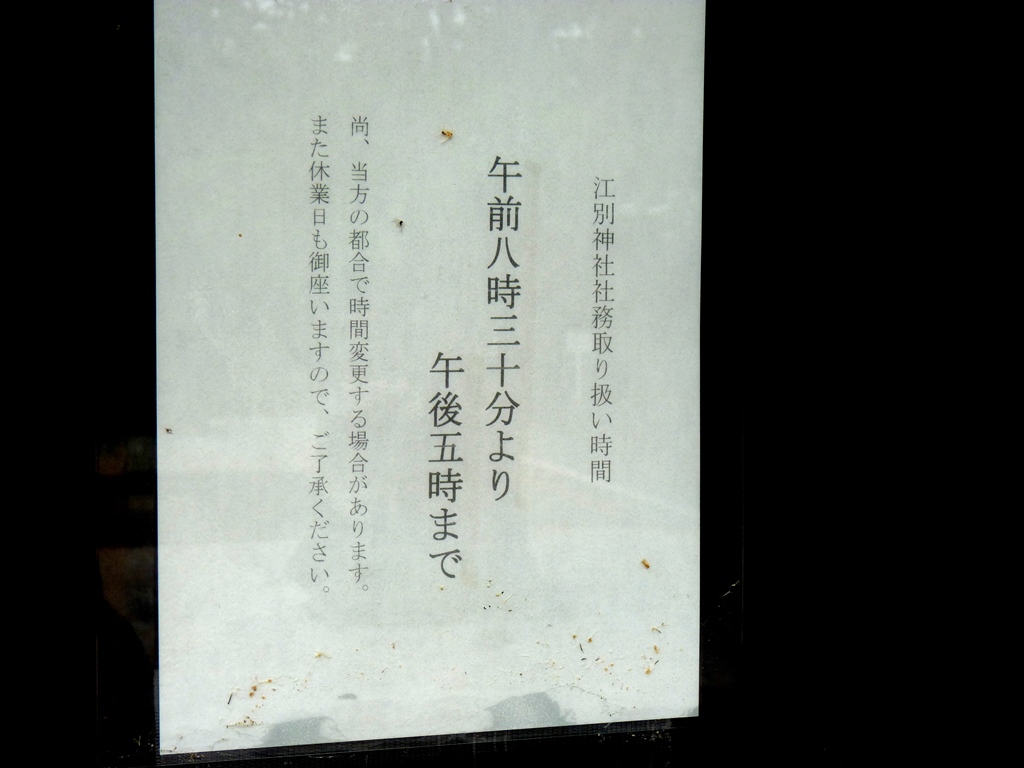 江別神社社務取り扱い時間
午前八時三十分より
午後五時まで
尚、当方の都合で時間変更する場合があります。
また休業日も御座いますので、ご了承ください。